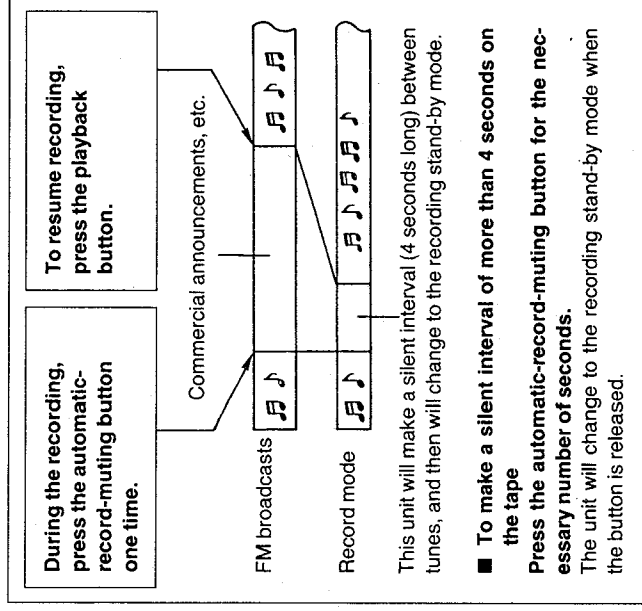 During the recording,
press the automatic-
record-muting button
one time.
To resume recording,
press the playback
button.
Commercial announcements, etc.
FM broadcasts
Record mode
This unit will make a silent interval (4 seconds long) between
tunes, and then will change to the recording stand-by mode.
■ To make a silent interval of more than 4 seconds on
the tape
Press the automatic-record-muting button for the nec-
essary number of seconds.
The unit will change to the recording stand-by mode when
the button is released.